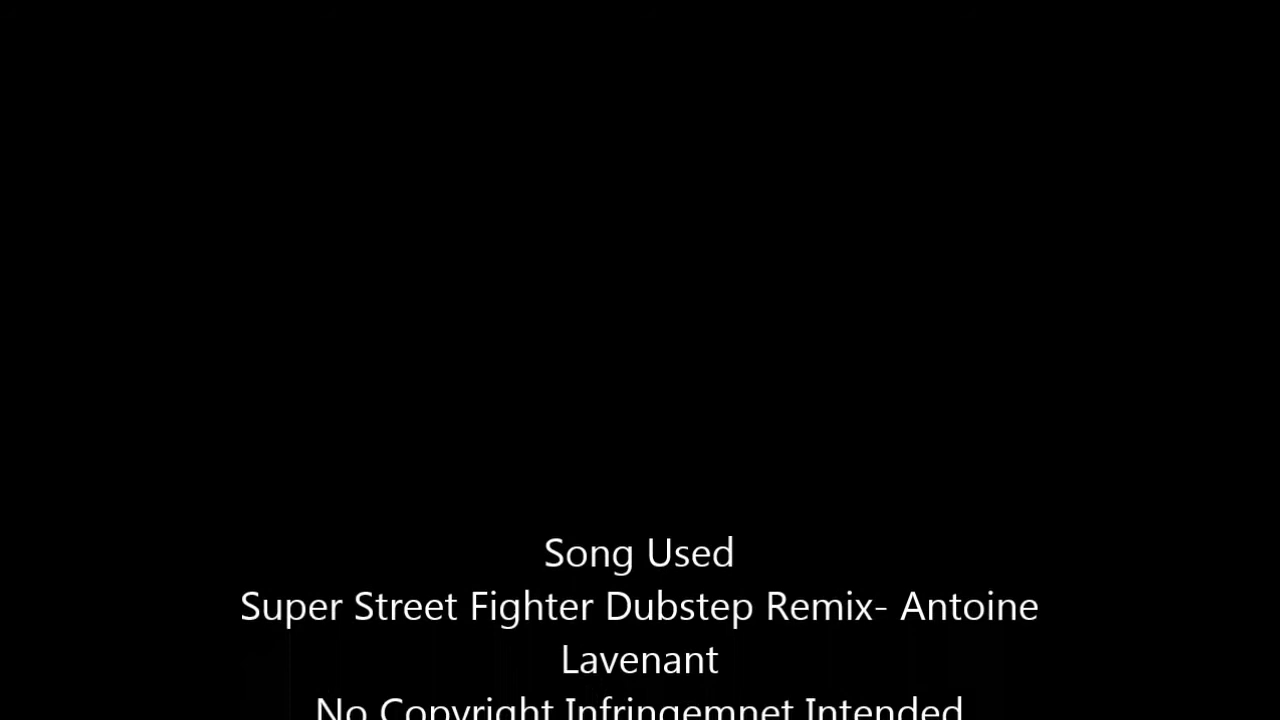 Song Used
Super Street Fighter Dubstep Remix- Antoine
Lavenant
No Copyright Infringemnet Intended